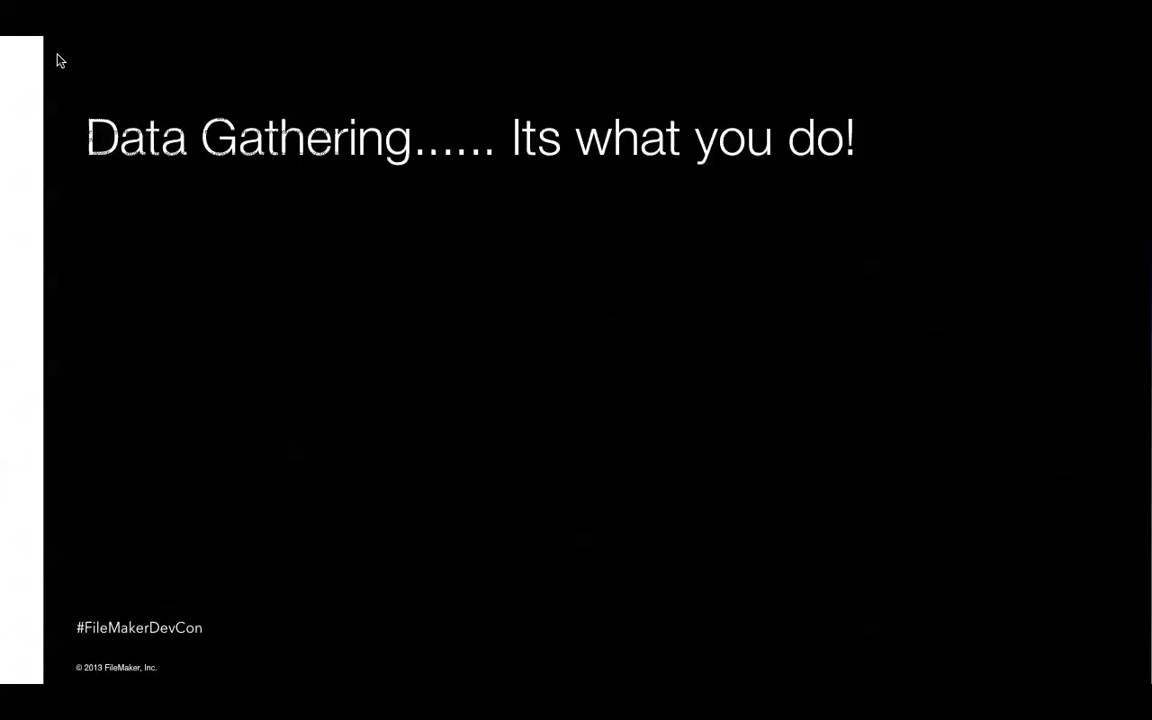 Data Gathering...... Its what you do!
#FileMakerDevCon
© 2013 FileMaker, Inc.